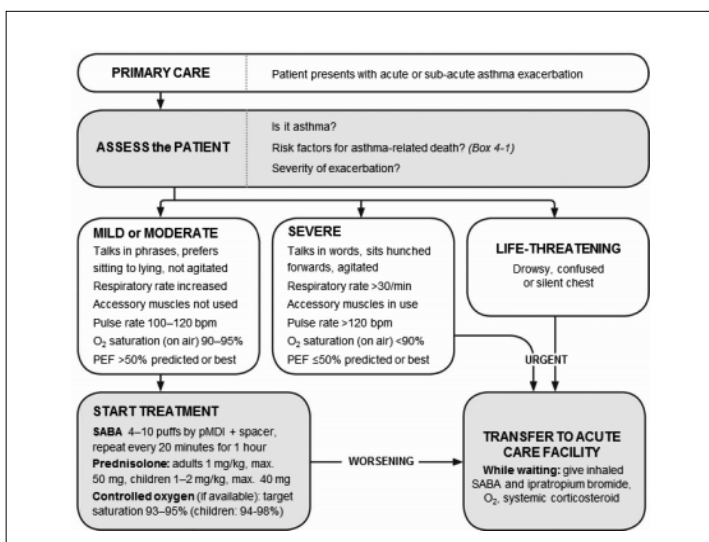 PRIMARY CARE
Patient presents with acute or sub-acute asthma exacerbation
ASSESS the PATIENT
Is it asthma?
Risk factors for asthma-related death? (Box 4-1)
Severity of exacerbation?
MILD or MODERATE
Talks in phrases, prefers
sitting to lying, not agitated
Respiratory rate increased
Accessory muscles not used
Pulse rate 100–120 bpm
O₂ saturation (on air) 90–95%
PEF >50% predicted or best
SEVERE
Talks in words, sits hunched
forwards, agitated
Respiratory rate >30/min
Accessory muscles in use
Pulse rate >120 bpm
O₂ saturation (on air) <90%
PEF ≤50% predicted or best
LIFE-THREATENING
Drowsy, confused
or silent chest
URGENT
START TREATMENT
SABA 4–10 puffs by pMDI + spacer,
repeat every 20 minutes for 1 hour
Prednisolone: adults 1 mg/kg, max.
50 mg, children 1–2 mg/kg, max. 40 mg
Controlled oxygen (if available): target
saturation 93–95% (children: 94-98%)
WORSENING
TRANSFER TO ACUTE
CARE FACILITY
While waiting: give inhaled
SABA and ipratropium bromide,
O₂, systemic corticosteroid